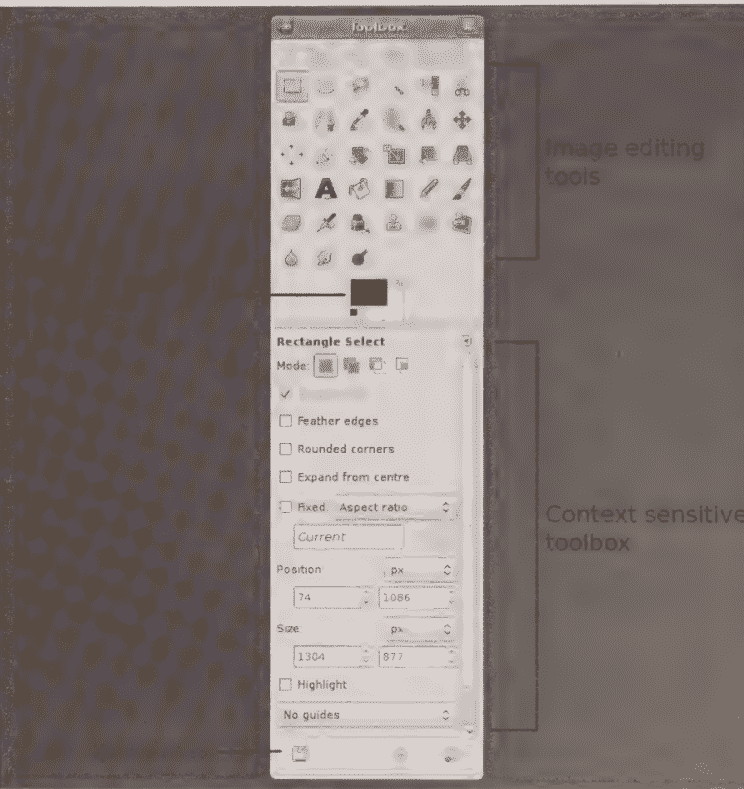 Toolbox
Image editing
tools
Rectangle Select
Mode:
Feather edges
Rounded corners
Expand from centre
Fixed: Aspect ratio
Current
Position
px
74 1086
Size
px
1304 877
Highlight
No guides
Context sensitive
toolbox